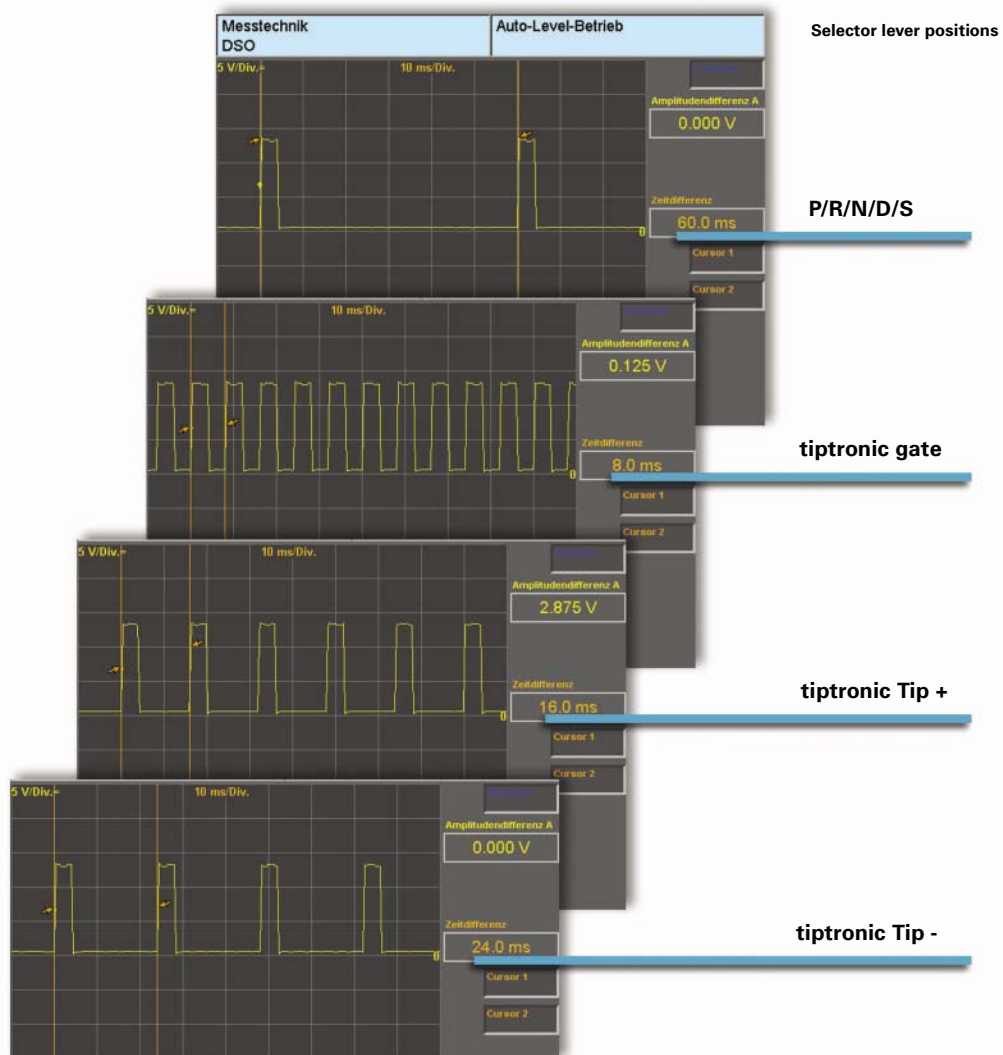 Messtechnik
DSO
Auto-Level-Betrieb
Selector lever positions
5 V/Div.=
10 ms/Div.
Amplitudendifferenz A
0.000 V
Zeitdifferenz
60.0 ms
0
Cursor 1
Cursor 2
P/R/N/D/S
5 V/Div.=
10 ms/Div.
Amplitudendifferenz A
0.125 V
Zeitdifferenz
8.0 ms
0
Cursor 1
Cursor 2
tiptronic gate
5 V/Div.=
10 ms/Div.
Amplitudendifferenz A
2.875 V
Zeitdifferenz
16.0 ms
0
Cursor 1
Cursor 2
tiptronic Tip +
5 V/Div.=
10 ms/Div.
Amplitudendifferenz A
0.000 V
Zeitdifferenz
24.0 ms
0
Cursor 1
Cursor 2
tiptronic Tip -